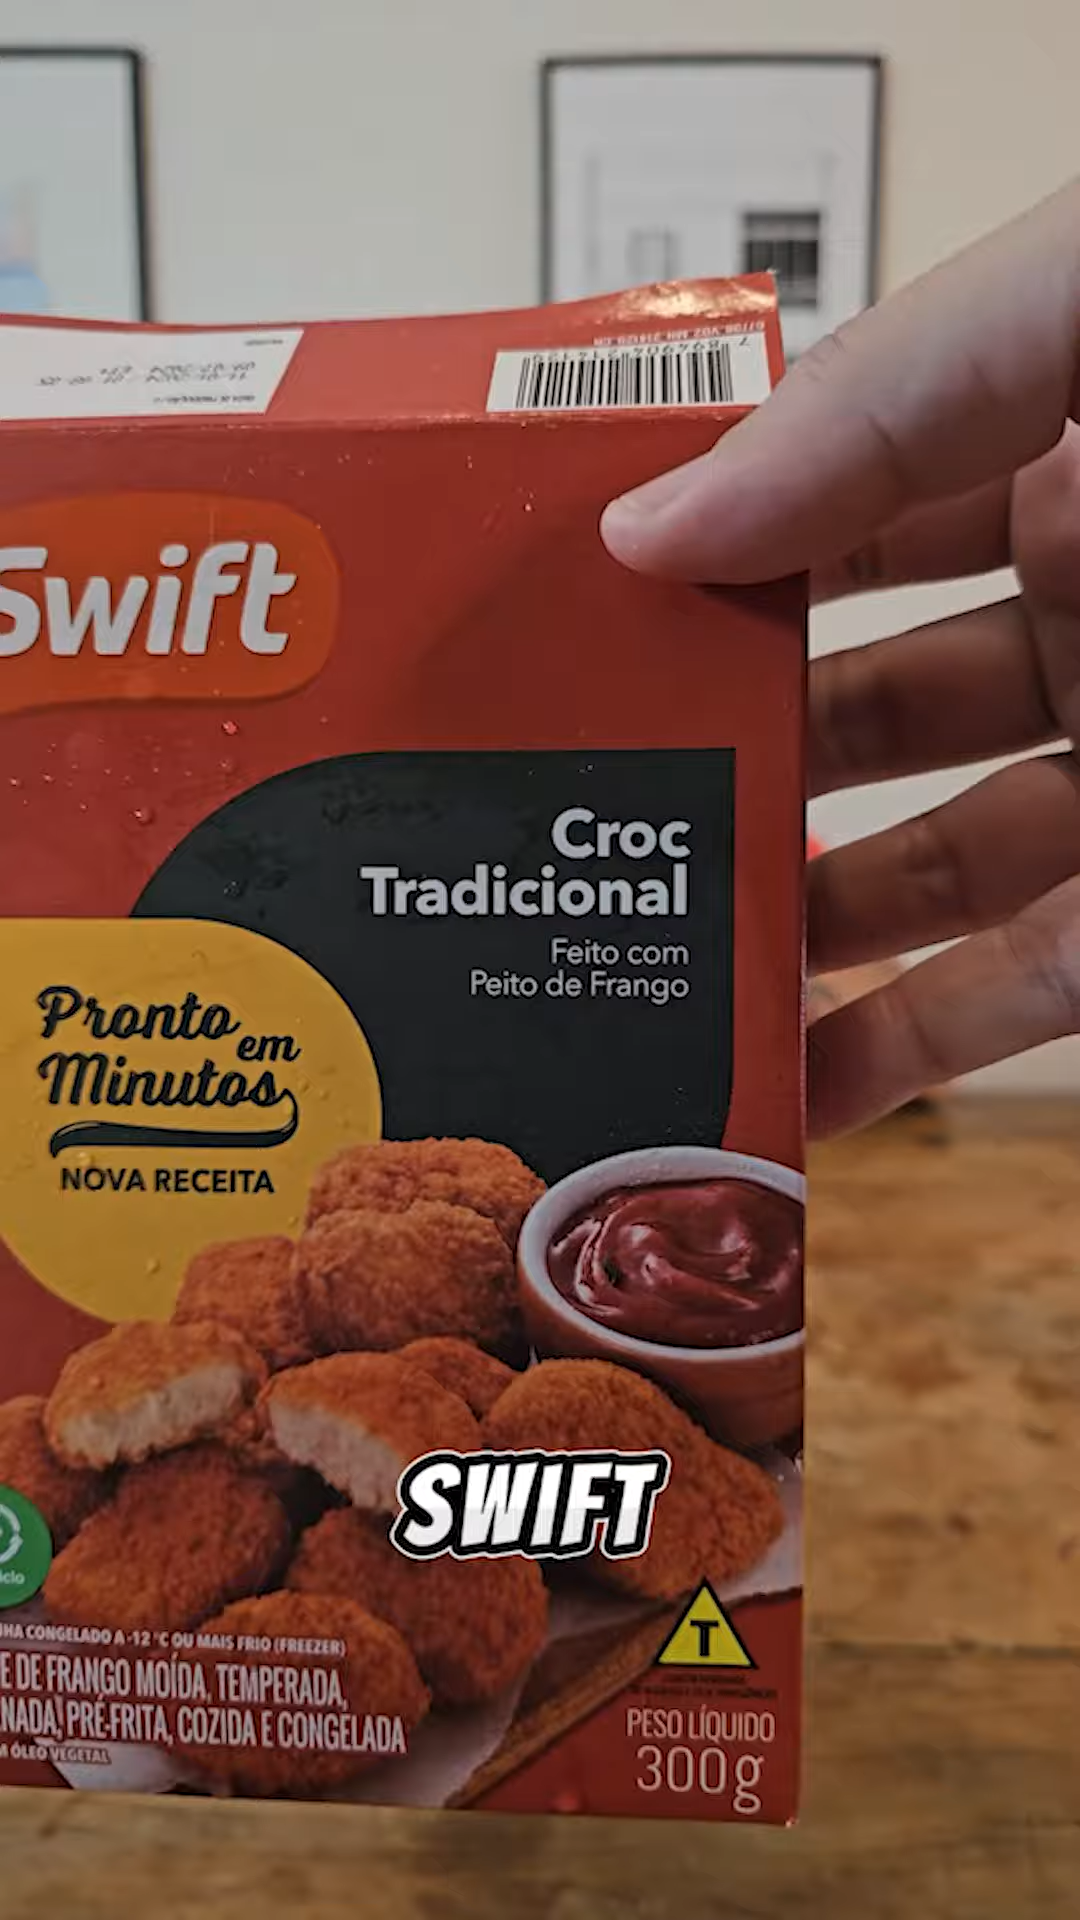 Swift
Croc
Tradicional
Feito com
Peito de Frango
Pronto
em
Minutos
NOVA RECEITA
SWIFT
CONGELADO A -12 °C OU MAIS FRIO (FREEZER)
E DE FRANGO MOÍDA, TEMPERADA,
NADA, PRÉ-FRITA, COZIDA E CONGELADA
ÓLEO VEGETAL
T
PESO LÍQUIDO
300g